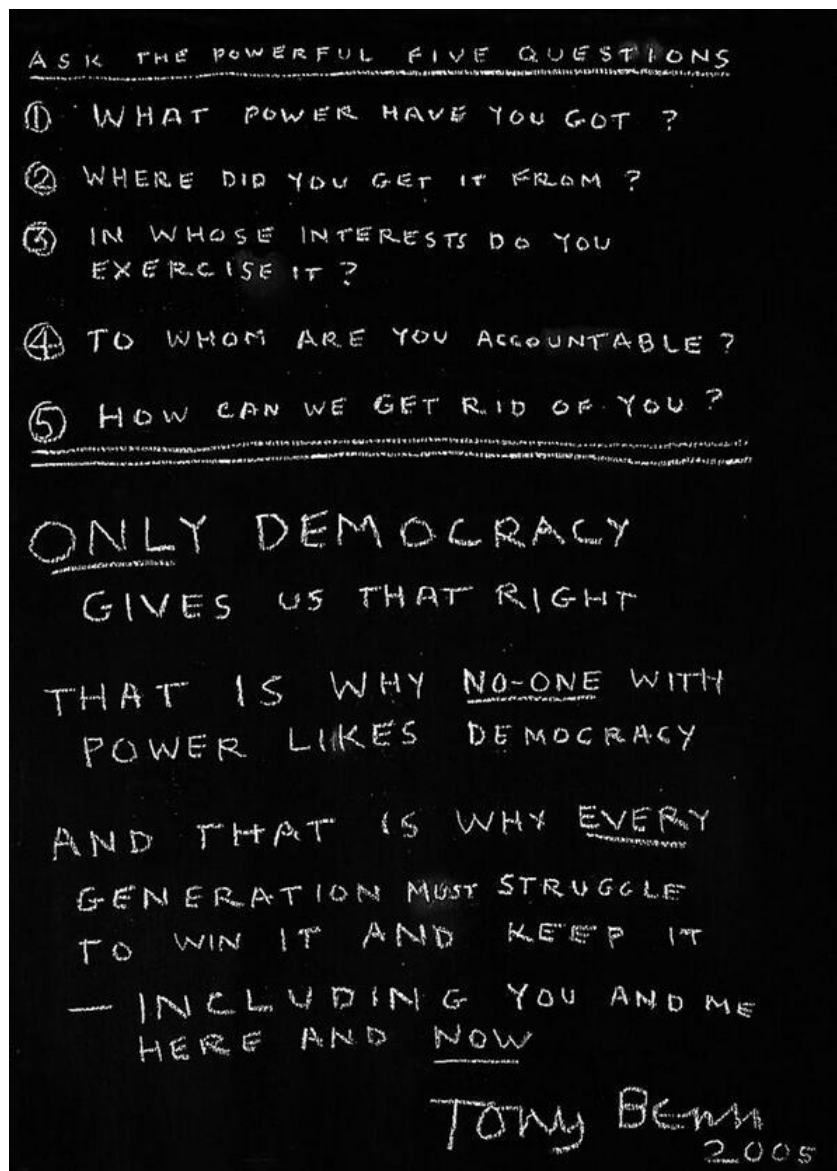 ASK THE POWERFUL FIVE QUESTIONS
① WHAT POWER HAVE YOU GOT ?
② WHERE DID YOU GET IT FROM ?
③ IN WHOSE INTERESTS DO YOU
EXERCISE IT ?
④ TO WHOM ARE YOU ACCOUNTABLE ?
⑤ HOW CAN WE GET RID OF YOU ?
ONLY DEMOCRACY
GIVES US THAT RIGHT
THAT IS WHY NO-ONE WITH
POWER LIKES DEMOCRACY
AND THAT IS WHY EVERY
GENERATION MUST STRUGGLE
TO WIN IT AND KEEP IT
— INCLUDING YOU AND ME
HERE AND NOW
Tony Benn
2005